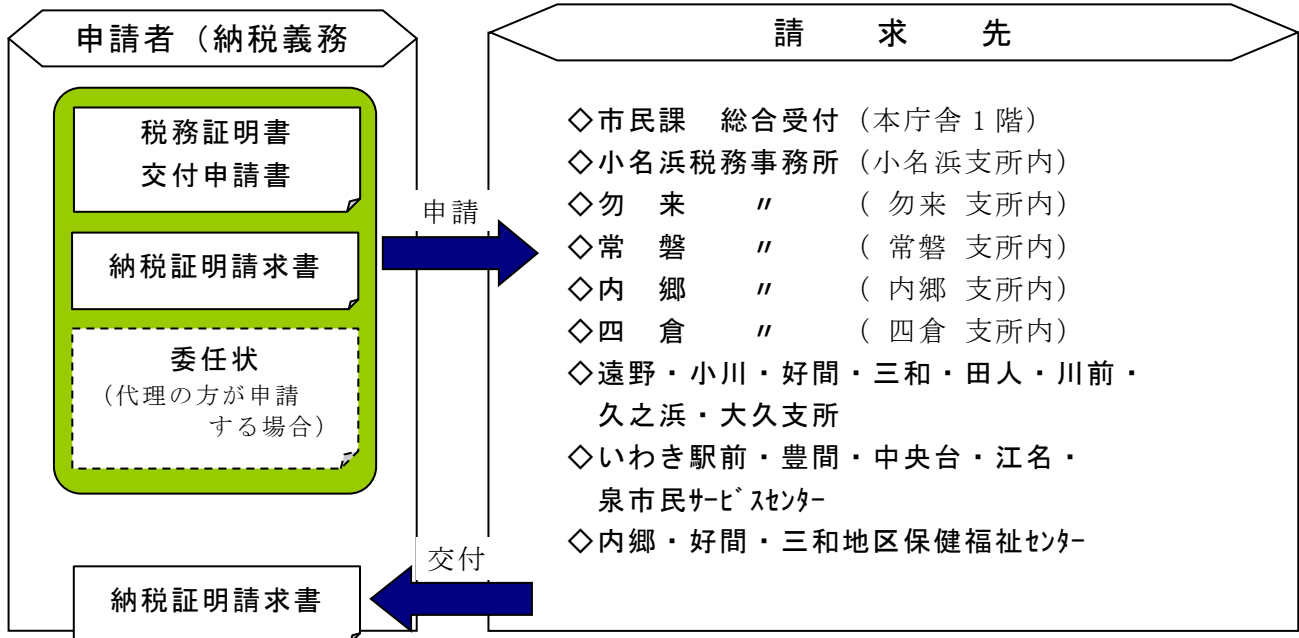 申請者（納税義務
税務証明書
交付申請書
納税証明請求書
委任状
（代理の方が申請
する場合）
申請
交付
納税証明請求書
請　求　先
◇市民課　総合受付（本庁舎１階）
◇小名浜税務事務所（小名浜支所内）
◇勿　来　〃　（ 勿来 支所内）
◇常　磐　〃　（ 常磐 支所内）
◇内　郷　〃　（ 内郷 支所内）
◇四　倉　〃　（ 四倉 支所内）
◇遠野・小川・好間・三和・田人・川前・
久之浜・大久支所
◇いわき駅前・豊間・中央台・江名・
泉市民ｻｰﾋﾞｽｾﾝﾀｰ
◇内郷・好間・三和地区保健福祉ｾﾝﾀｰ